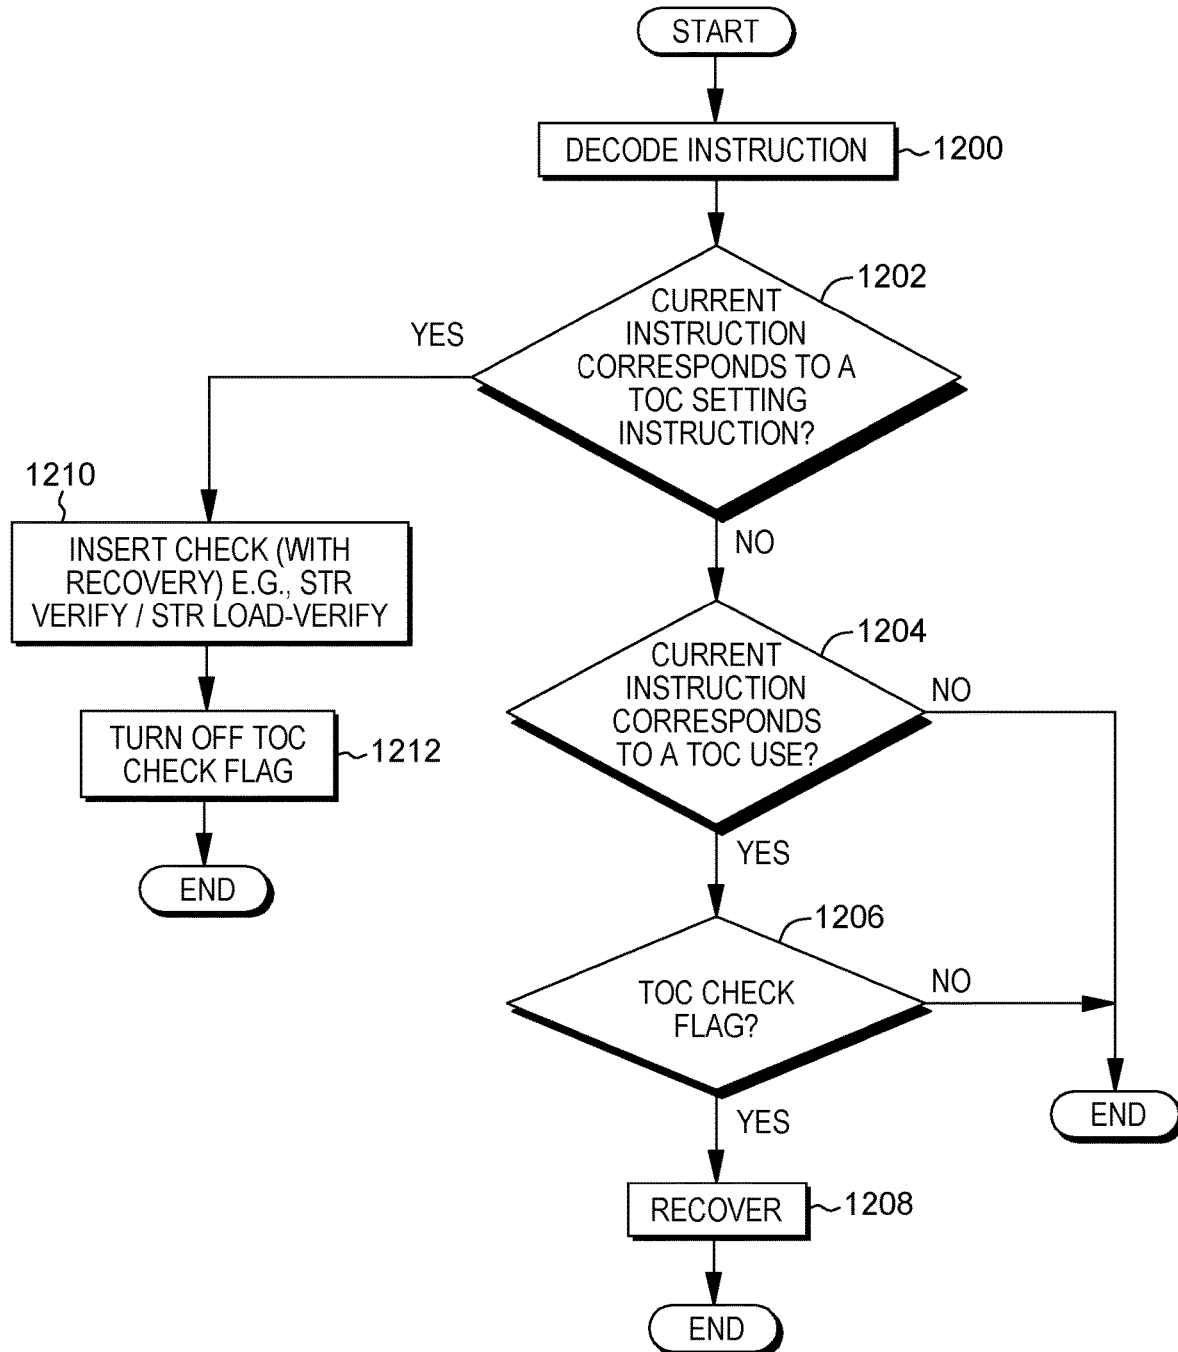 START
DECODE INSTRUCTION
1200
1202
CURRENT
INSTRUCTION
CORRESPONDS TO A
TOC SETTING
INSTRUCTION?
YES
NO
1210
INSERT CHECK (WITH
RECOVERY) E.G., STR
VERIFY / STR LOAD-VERIFY
TURN OFF TOC
CHECK FLAG
1212
END
1204
CURRENT
INSTRUCTION
CORRESPONDS
TO A TOC USE?
NO
YES
1206
TOC CHECK
FLAG?
NO
YES
END
RECOVER
1208
END